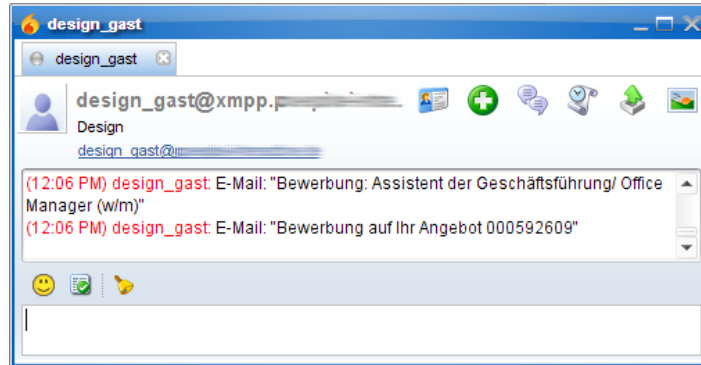 design_gast
design_gast
design_gast@xmpp.
Design
design_gast@
(12:06 PM) design_gast: E-Mail: "Bewerbung: Assistent der Geschäftsführung/ Office
Manager (w/m)"
(12:06 PM) design_gast: E-Mail: "Bewerbung auf Ihr Angebot 000592609"